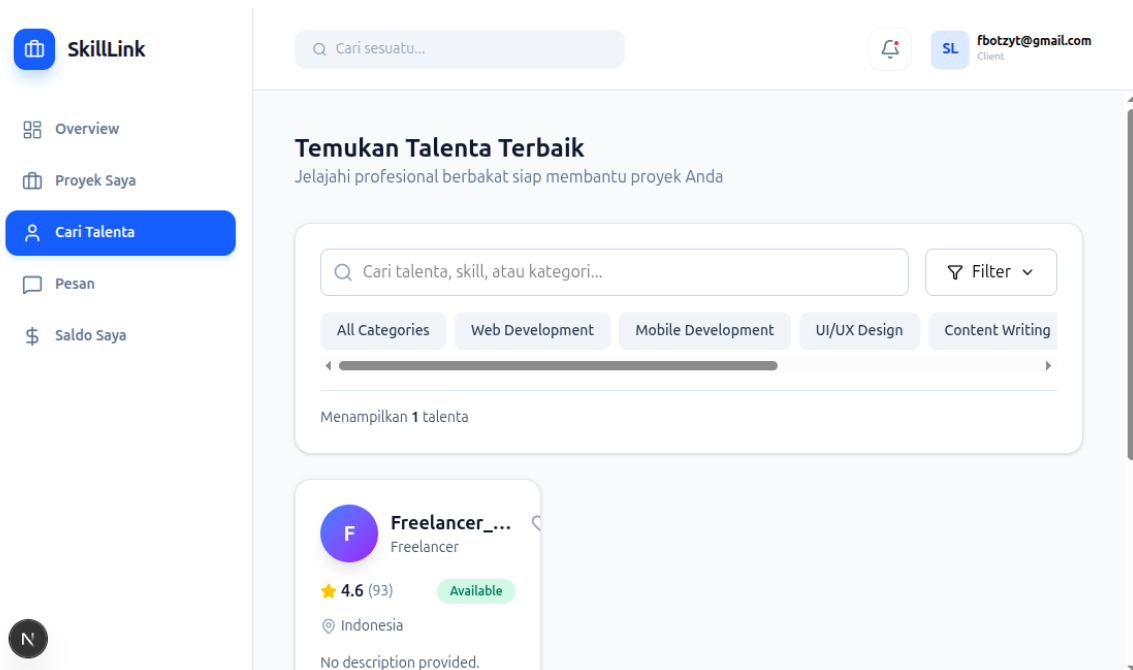 SkillLink
Cari sesuatu...
SL
fbotzyt@gmail.com
Client
Overview
Proyek Saya
Cari Talenta
Pesan
Saldo Saya
Temukan Talenta Terbaik
Jelajahi profesional berbakat siap membantu proyek Anda
Cari talenta, skill, atau kategori...
Filter
All Categories
Web Development
Mobile Development
UI/UX Design
Content Writing
Menampilkan 1 talenta
F
Freelancer_...
Freelancer
4.6 (93)
Available
Indonesia
No description provided.
N